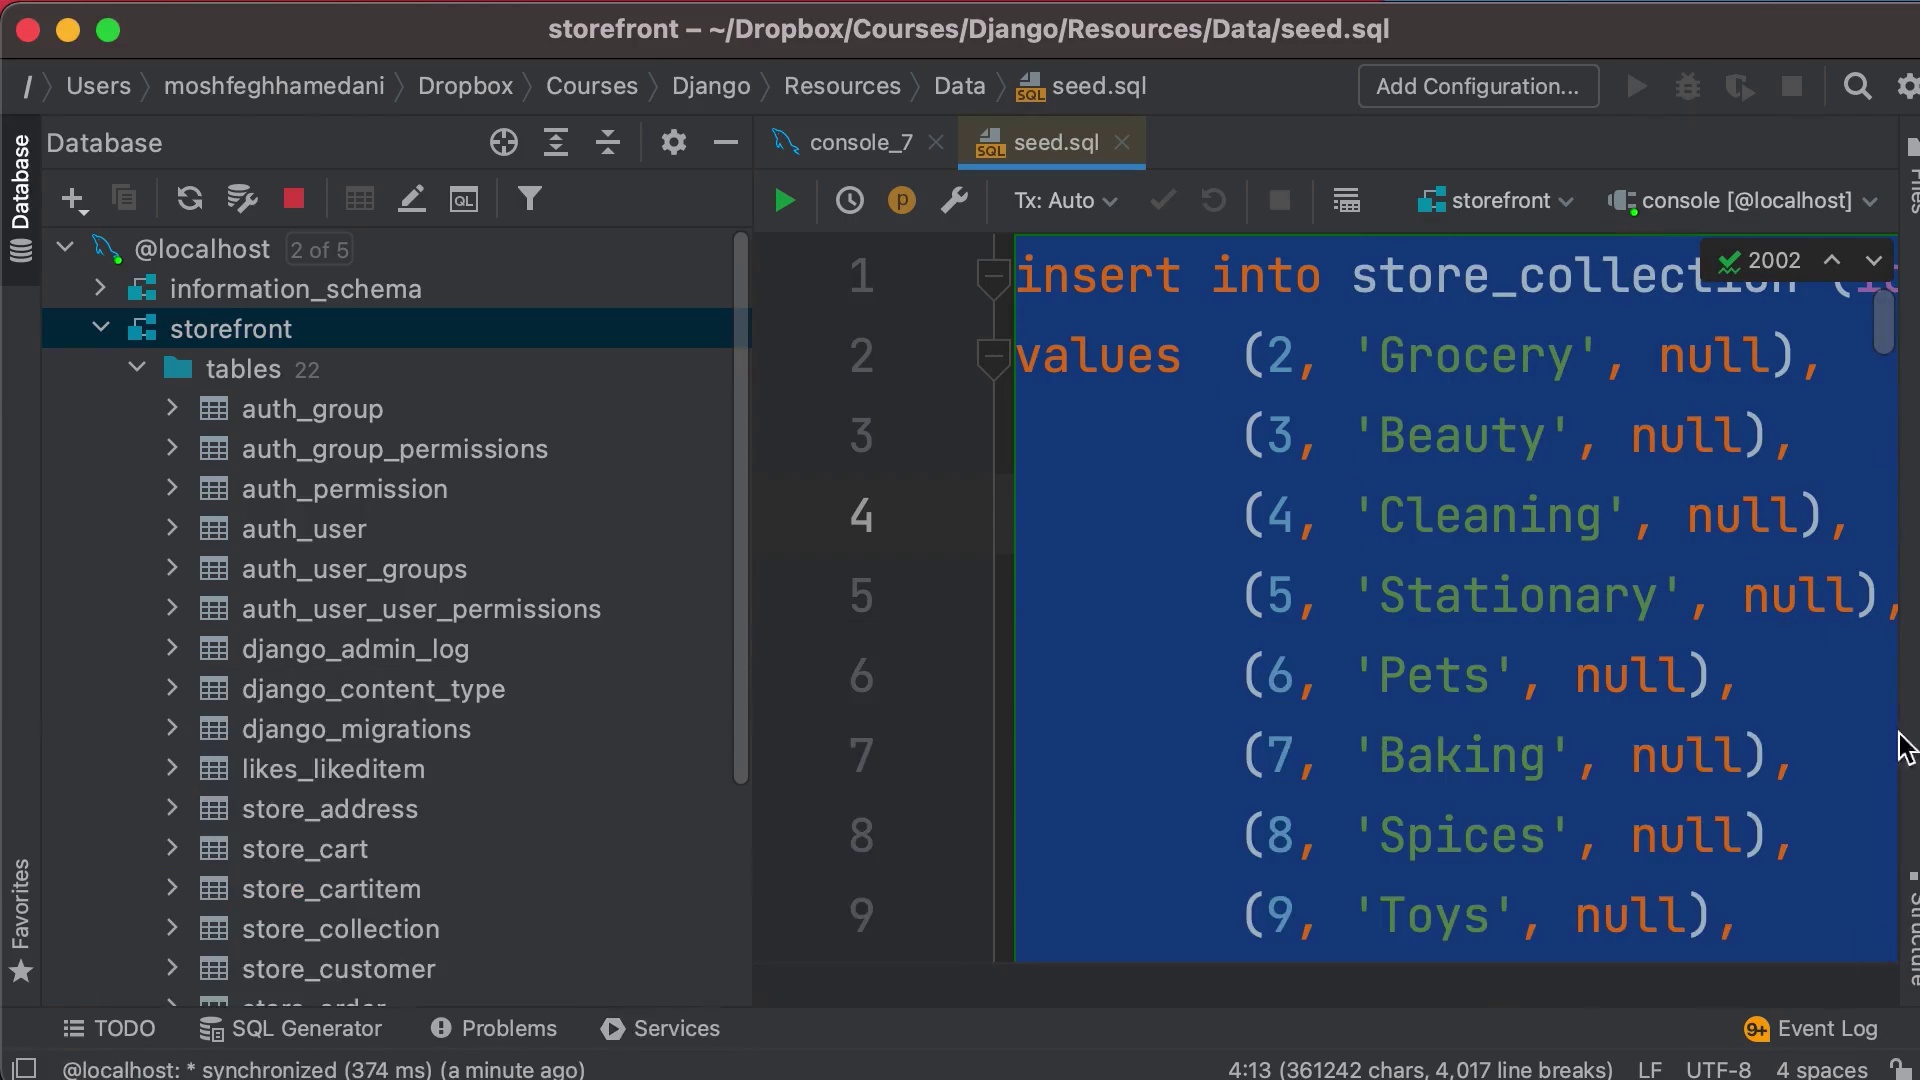 storefront – ~/Dropbox/Courses/Django/Resources/Data/seed.sql
/ Users moshfeghhamedani Dropbox Courses Django Resources Data seed.sql Add Configuration...
Database
console_7
seed.sql
Tx: Auto
storefront
console [@localhost]
Database
Favorites
Files
Structure
@localhost 2 of 5
information_schema
storefront
tables 22
auth_group
auth_group_permissions
auth_permission
auth_user
auth_user_groups
auth_user_user_permissions
django_admin_log
django_content_type
django_migrations
likes_likeditem
store_address
store_cart
store_cartitem
store_collection
store_customer
2002
1 insert into store_collection (
2 values (2, 'Grocery', null),
3 (3, 'Beauty', null),
4 (4, 'Cleaning', null),
5 (5, 'Stationary', null),
6 (6, 'Pets', null),
7 (7, 'Baking', null),
8 (8, 'Spices', null),
9 (9, 'Toys', null),
TODO SQL Generator Problems Services 9+ Event Log
@localhost: * synchronized (374 ms) (a minute ago) 4:13 (361242 chars, 4,017 line breaks) LF UTF-8 4 spaces